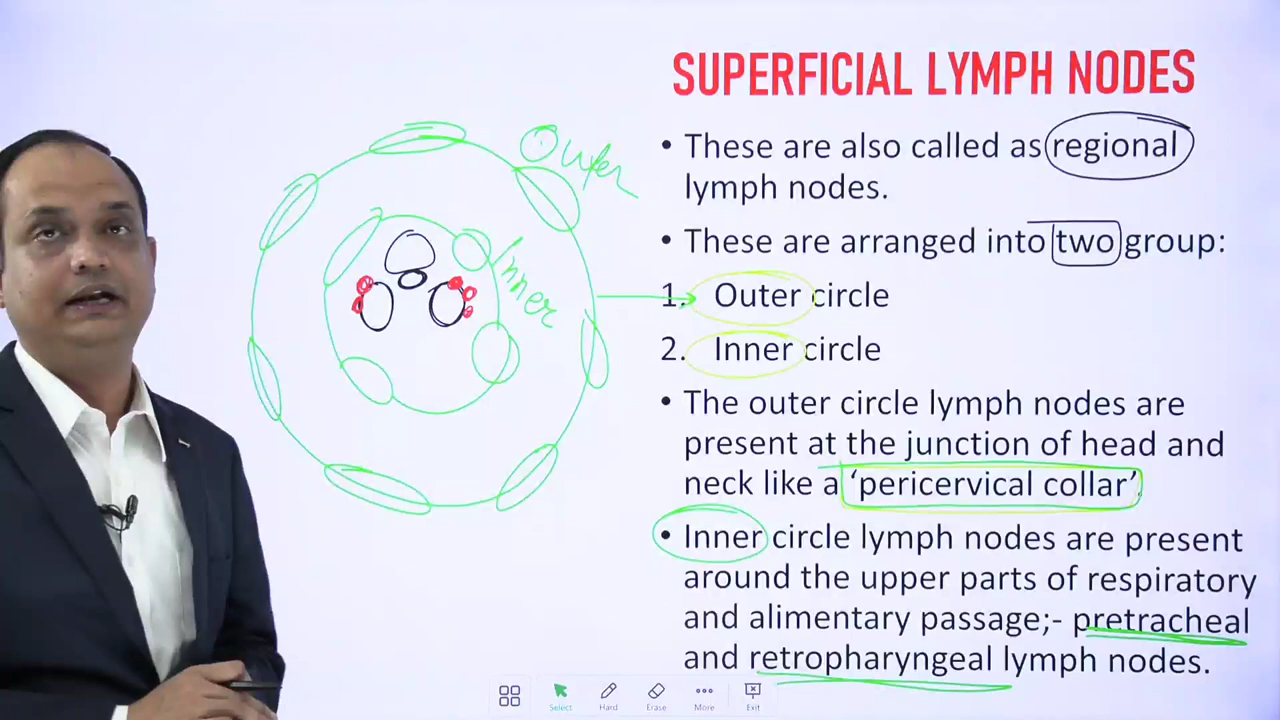 SUPERFICIAL LYMPH NODES
• These are also called as regional
lymph nodes.
• These are arranged into two group:
1. Outer circle
2. Inner circle
• The outer circle lymph nodes are
present at the junction of head and
neck like a ‘pericervical collar’.
• Inner circle lymph nodes are present
around the upper parts of respiratory
and alimentary passage;- pretracheal
and retropharyngeal lymph nodes.
Outer
Inner
Select
Hard
Erase
More
Exit